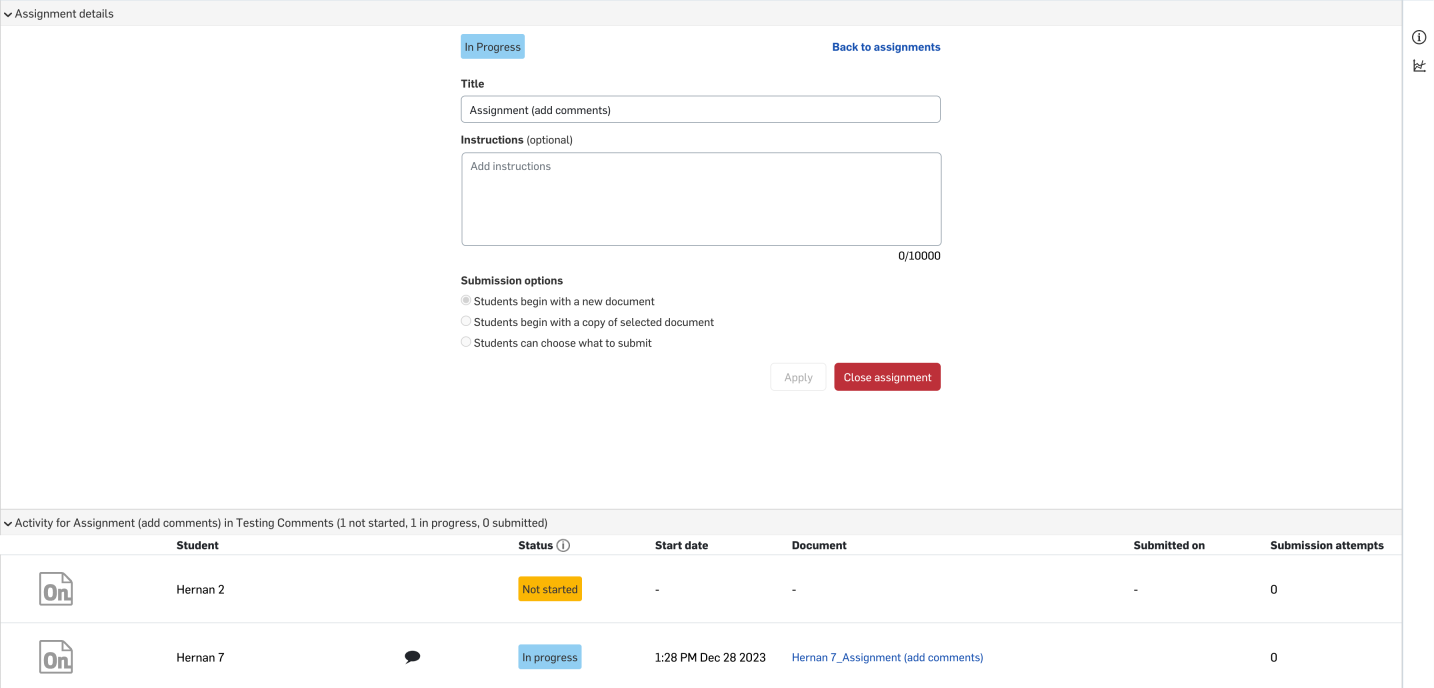 Assignment details
In Progress
Back to assignments
Title
Assignment (add comments)
Instructions (optional)
Add instructions
0/10000
Submission options
Students begin with a new document
Students begin with a copy of selected document
Students can choose what to submit
Apply
Close assignment
Activity for Assignment (add comments) in Testing Comments (1 not started, 1 in progress, 0 submitted)
Student Status Start date Document Submitted on Submission attempts
On Hernan 2 Not started - - - 0
On Hernan 7 In progress 1:28 PM Dec 28 2023 Hernan 7_Assignment (add comments) 0